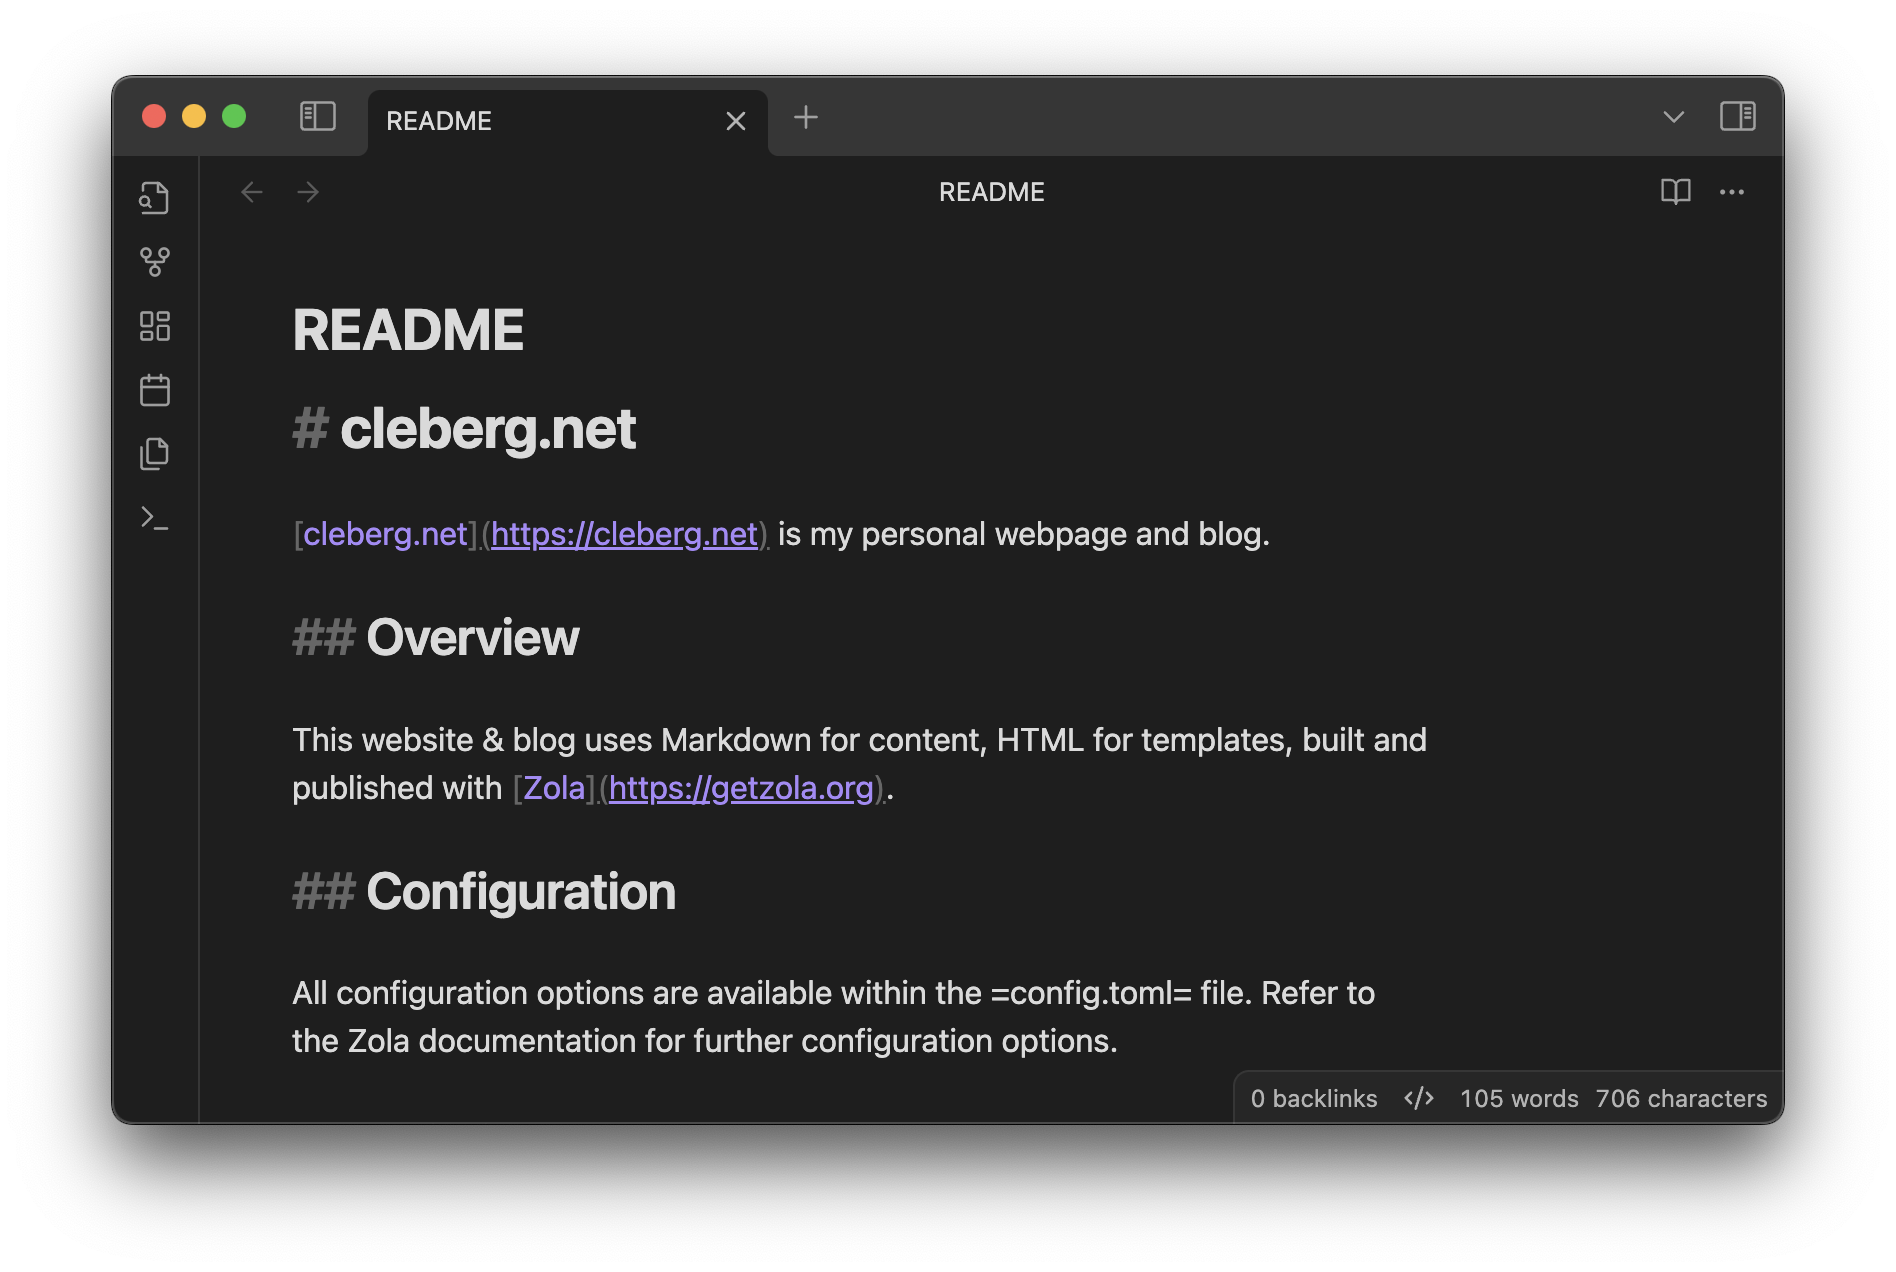 README
README
README
# cleberg.net
[cleberg.net](https://cleberg.net) is my personal webpage and blog.
## Overview
This website & blog uses Markdown for content, HTML for templates, built and
published with [Zola](https://getzola.org).
## Configuration
All configuration options are available within the =config.toml= file. Refer to
the Zola documentation for further configuration options.
0 backlinks </> 105 words 706 characters